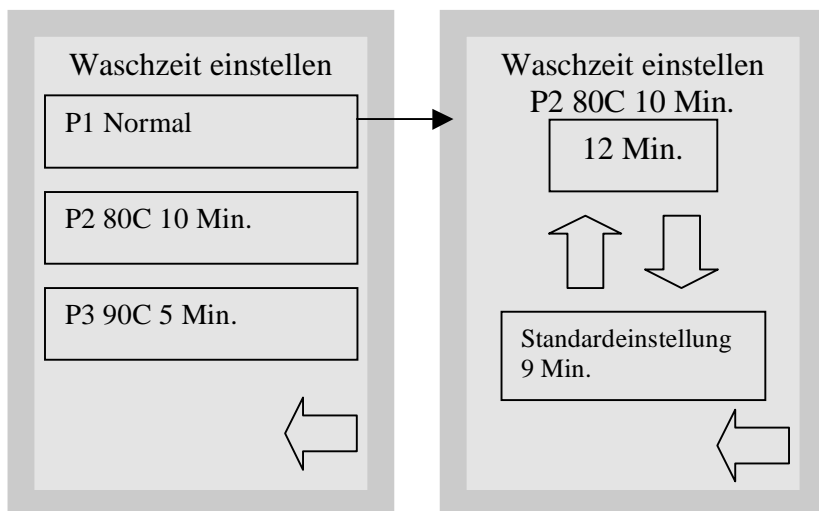 Waschzeit einstellen
P1 Normal
P2 80C 10 Min.
P3 90C 5 Min.
Waschzeit einstellen
P2 80C 10 Min.
12 Min.
Standardeinstellung
9 Min.